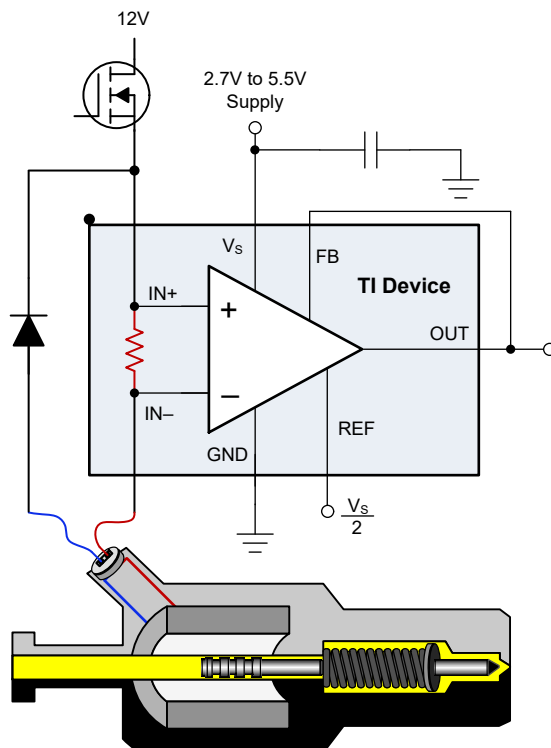 12V
2.7V to 5.5V
Supply
Vₛ
FB
TI Device
IN+
+
OUT
–
IN–
REF
GND
Vₛ
2